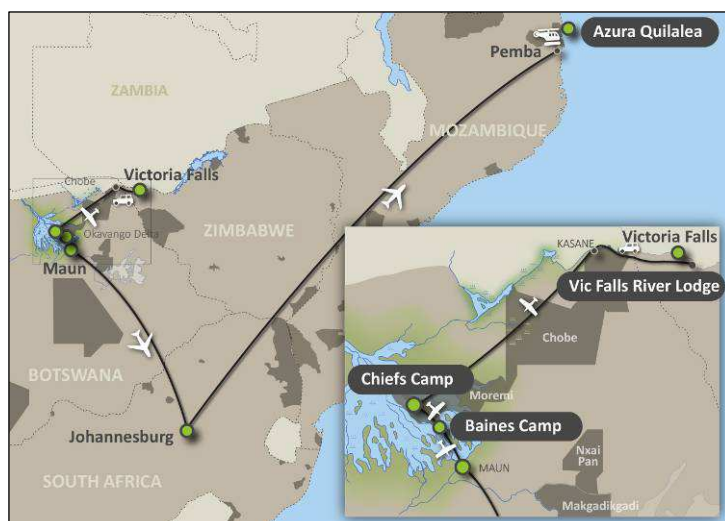 Azura Quilalea
Pemba
ZAMBIA
MOZAMBIQUE
Victoria Falls
Chobe
ZIMBABWE
Okavango Delta
Maun
BOTSWANA
Johannesburg
SOUTH AFRICA
Victoria Falls
KASANE
Vic Falls River Lodge
Chobe
Chiefs Camp
Moremi
Baines Camp
MAUN
Nxai
Pan
Makgadikgadi